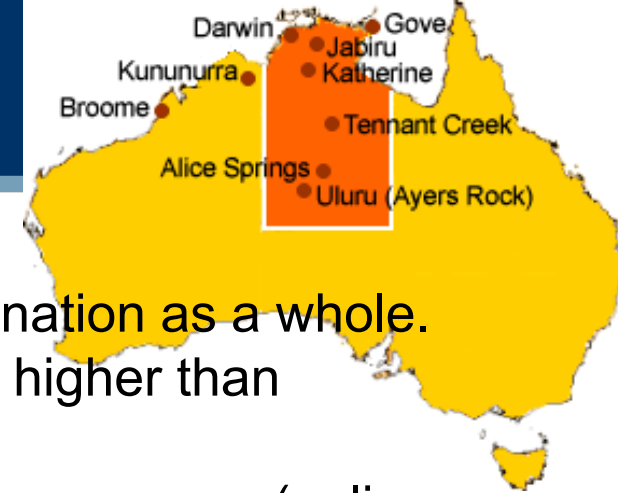 Darwin
Gove
Jabiru
Kununurra
Katherine
Broome
Tennant Creek
Alice Springs
Uluru (Ayers Rock)
nation as a whole.
higher than